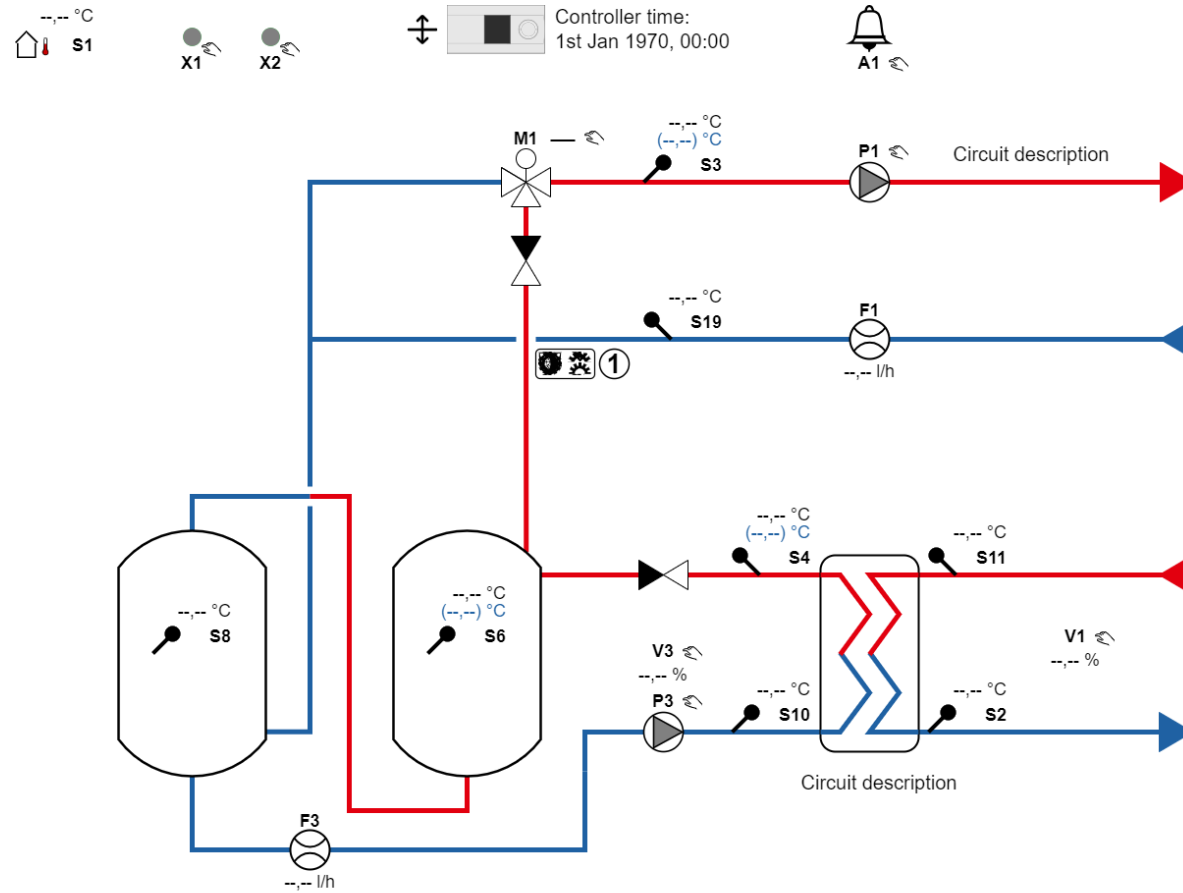 --,-- °C
S1
X1
X2
Controller time:
1st Jan 1970, 00:00
A1
M1
--,-- °C
(--,--) °C
S3
P1
Circuit description
--,-- °C
S19
F1
--,-- l/h
1
--,-- °C
S8
--,-- °C
(--,--) °C
S6
--,-- °C
(--,--) °C
S4
--,-- °C
S11
V3
--,-- %
P3
--,-- °C
S10
--,-- °C
S2
V1
--,-- %
Circuit description
F3
--,-- l/h